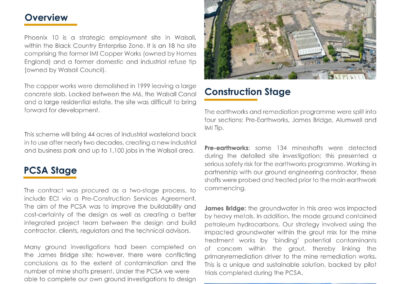 Overview
Phoenix 10 is a strategic employment site in Walsall,
within the Black Country Enterprise Zone. It is an 18 ha site
comprising the former IMI Copper Works (owned by Homes
England) and a former domestic and industrial refuse tip
(owned by Walsall Council).
The copper works were demolished in 1999 leaving a large
concrete slab. Locked between the M6, the Walsall Canal
and a large residential estate, the site was difficult to bring
forward for development.
This scheme will bring 44 acres of industrial wasteland back
in to use after nearly two decades, creating a new industrial
and business park and up to 1,100 jobs in the Walsall area.
PCSA Stage
The contract was procured as a two-stage process, to
include ECI via a Pre-Construction Services Agreement.
The aim of the PCSA was to improve the buildability and
cost-certainty of the design as well as creating a better
integrated project team between the design and build
contractor, clients, regulators and the technical advisors.
Many ground investigations had been completed on
the James Bridge site; however, there were conflicting
conclusions as to the extent of contamination and the
number of mine shafts present. Under the PCSA we were
able to complete our own ground investigations to design
Construction Stage
The earthworks and remediation programme were split into
four sections: Pre-Earthworks, James Bridge, Alumwell and
IMI Tip.
Pre-earthworks: some 134 mineshafts were detected
during the detailed site investigation; this presented a
serious safety risk for the earthworks programme. Working in
partnership with our ground engineering contractor, these
shafts were probed and treated prior to the main earthwork
commencing.
James Bridge: the groundwater in this area was impacted
by heavy metals. In addition, the made ground contained
petroleum hydrocarbons. Our strategy involved using the
impacted groundwater within the grout mix for the mine
treatment works by 'binding' potential contaminants
of concern within the grout, thereby linking the
primaryremediation driver to the mine remediation works.
This is a unique and sustainable solution, backed by pilot
trials completed during the PCSA.